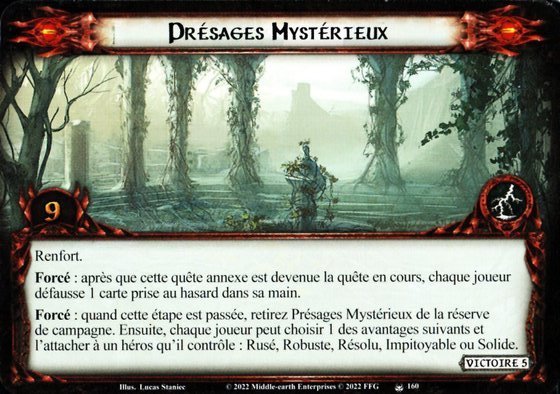 Présages Mystérieux
9
Renfort.
Forcé : après que cette quête annexe est devenue la quête en cours, chaque joueur
défausse 1 carte prise au hasard dans sa main.
Forcé : quand cette étape est passée, retirez Présages Mystérieux de la réserve
de campagne. Ensuite, chaque joueur peut choisir 1 des avantages suivants et
l'attacher à un héros qu'il contrôle : Rusé, Robuste, Résolu, Impitoyable ou Solide.
VICTOIRE 5
Illus. Lucas Staniec © 2022 Middle-earth Enterprises © 2022 FFG 160